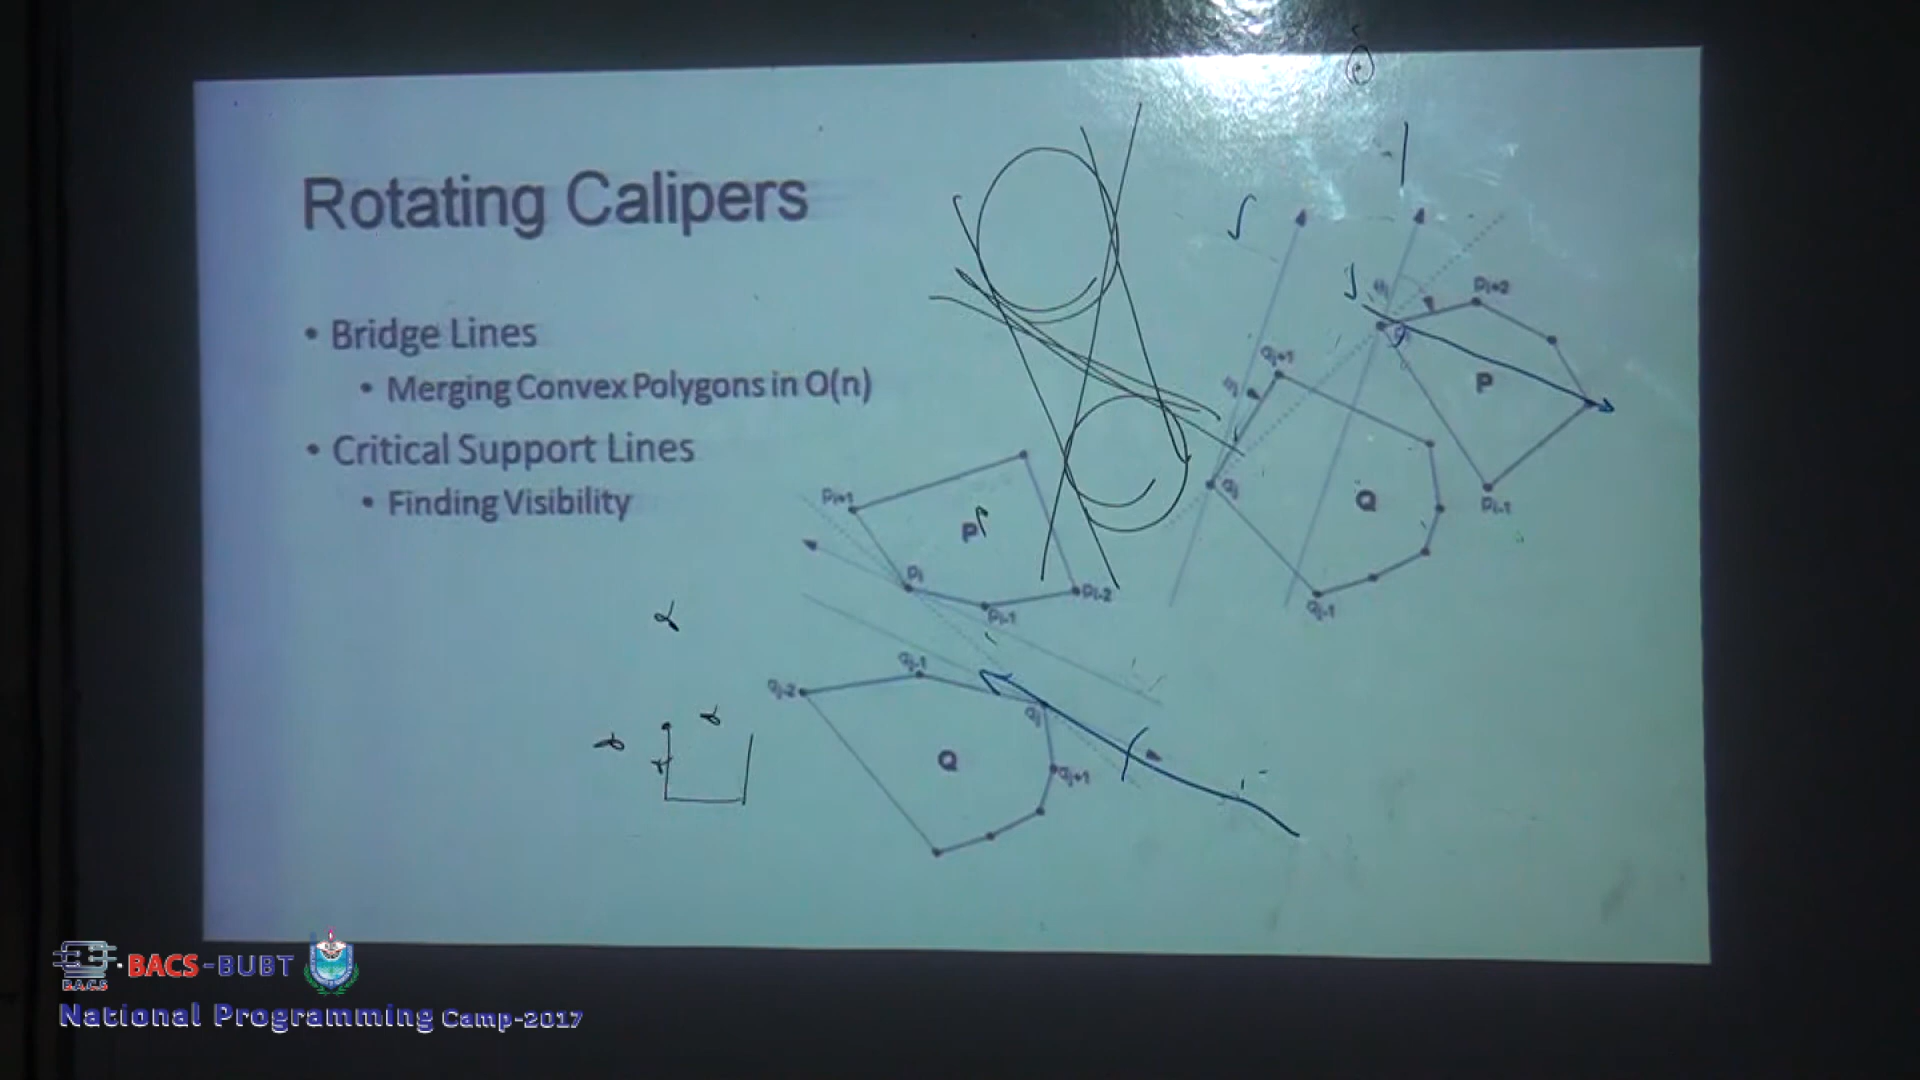 Rotating Calipers
• Bridge Lines
• Merging Convex Polygons in O(n)
• Critical Support Lines
• Finding Visibility
Pi+2
P
qj+1
Q
qj
Pi-1
qj-1
Pi+1
P
Pi
Pi-2
Pi-1
qj-1
qj-2
qj
Q
qj+1
B.A.C.S
BACS-BUBT
National Programming Camp-2017